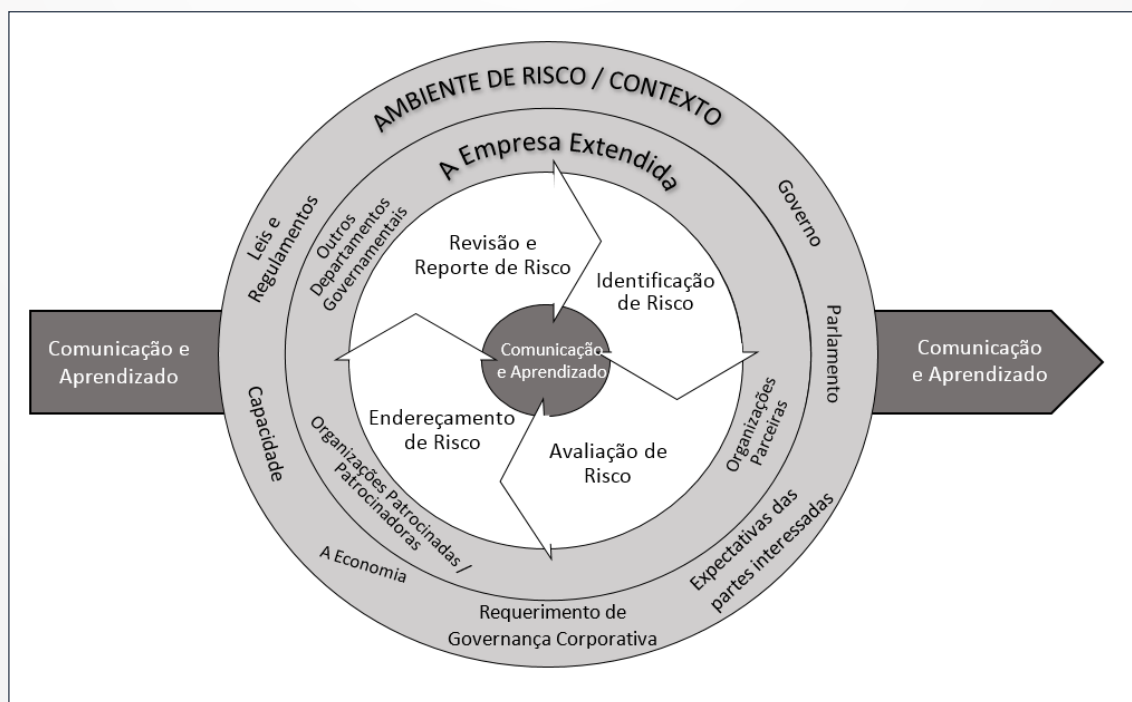 AMBIENTE DE RISCO / CONTEXTO
A Empresa Extendida
Leis e
Regulamentos
Outros
Departamentos
Governamentais
Governo
Revisão e
Reporte de Risco
Identificação
de Risco
Comunicação e
Aprendizado
Comunicação
e Aprendizado
Parlamento
Comunicação
e Aprendizado
Capacidade
Endereçamento
de Risco
Avaliação de
Risco
Organizações
Parceiras
Organizações Patrocinadas /
Patrocinadoras
A Economia
Expectativas das
partes interessadas
Requerimento de
Governança Corporativa